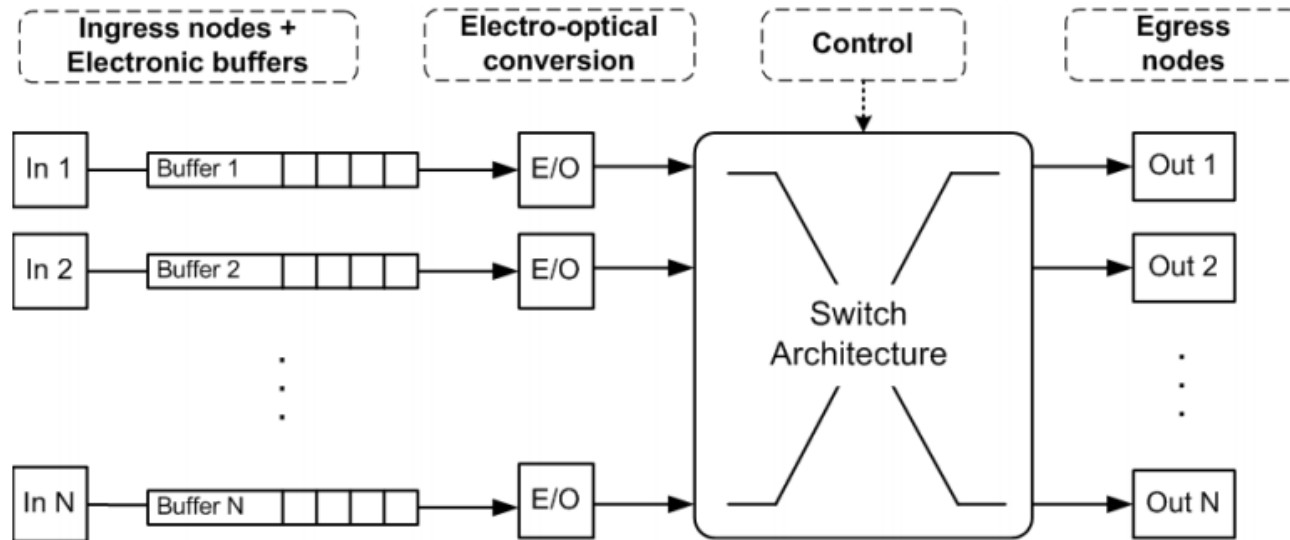 Ingress nodes +
Electronic buffers
Electro-optical
conversion
Control
Egress
nodes
In 1
Buffer 1
E/O
Out 1
In 2
Buffer 2
E/O
Out 2
Switch
Architecture
In N
Buffer N
E/O
Out N